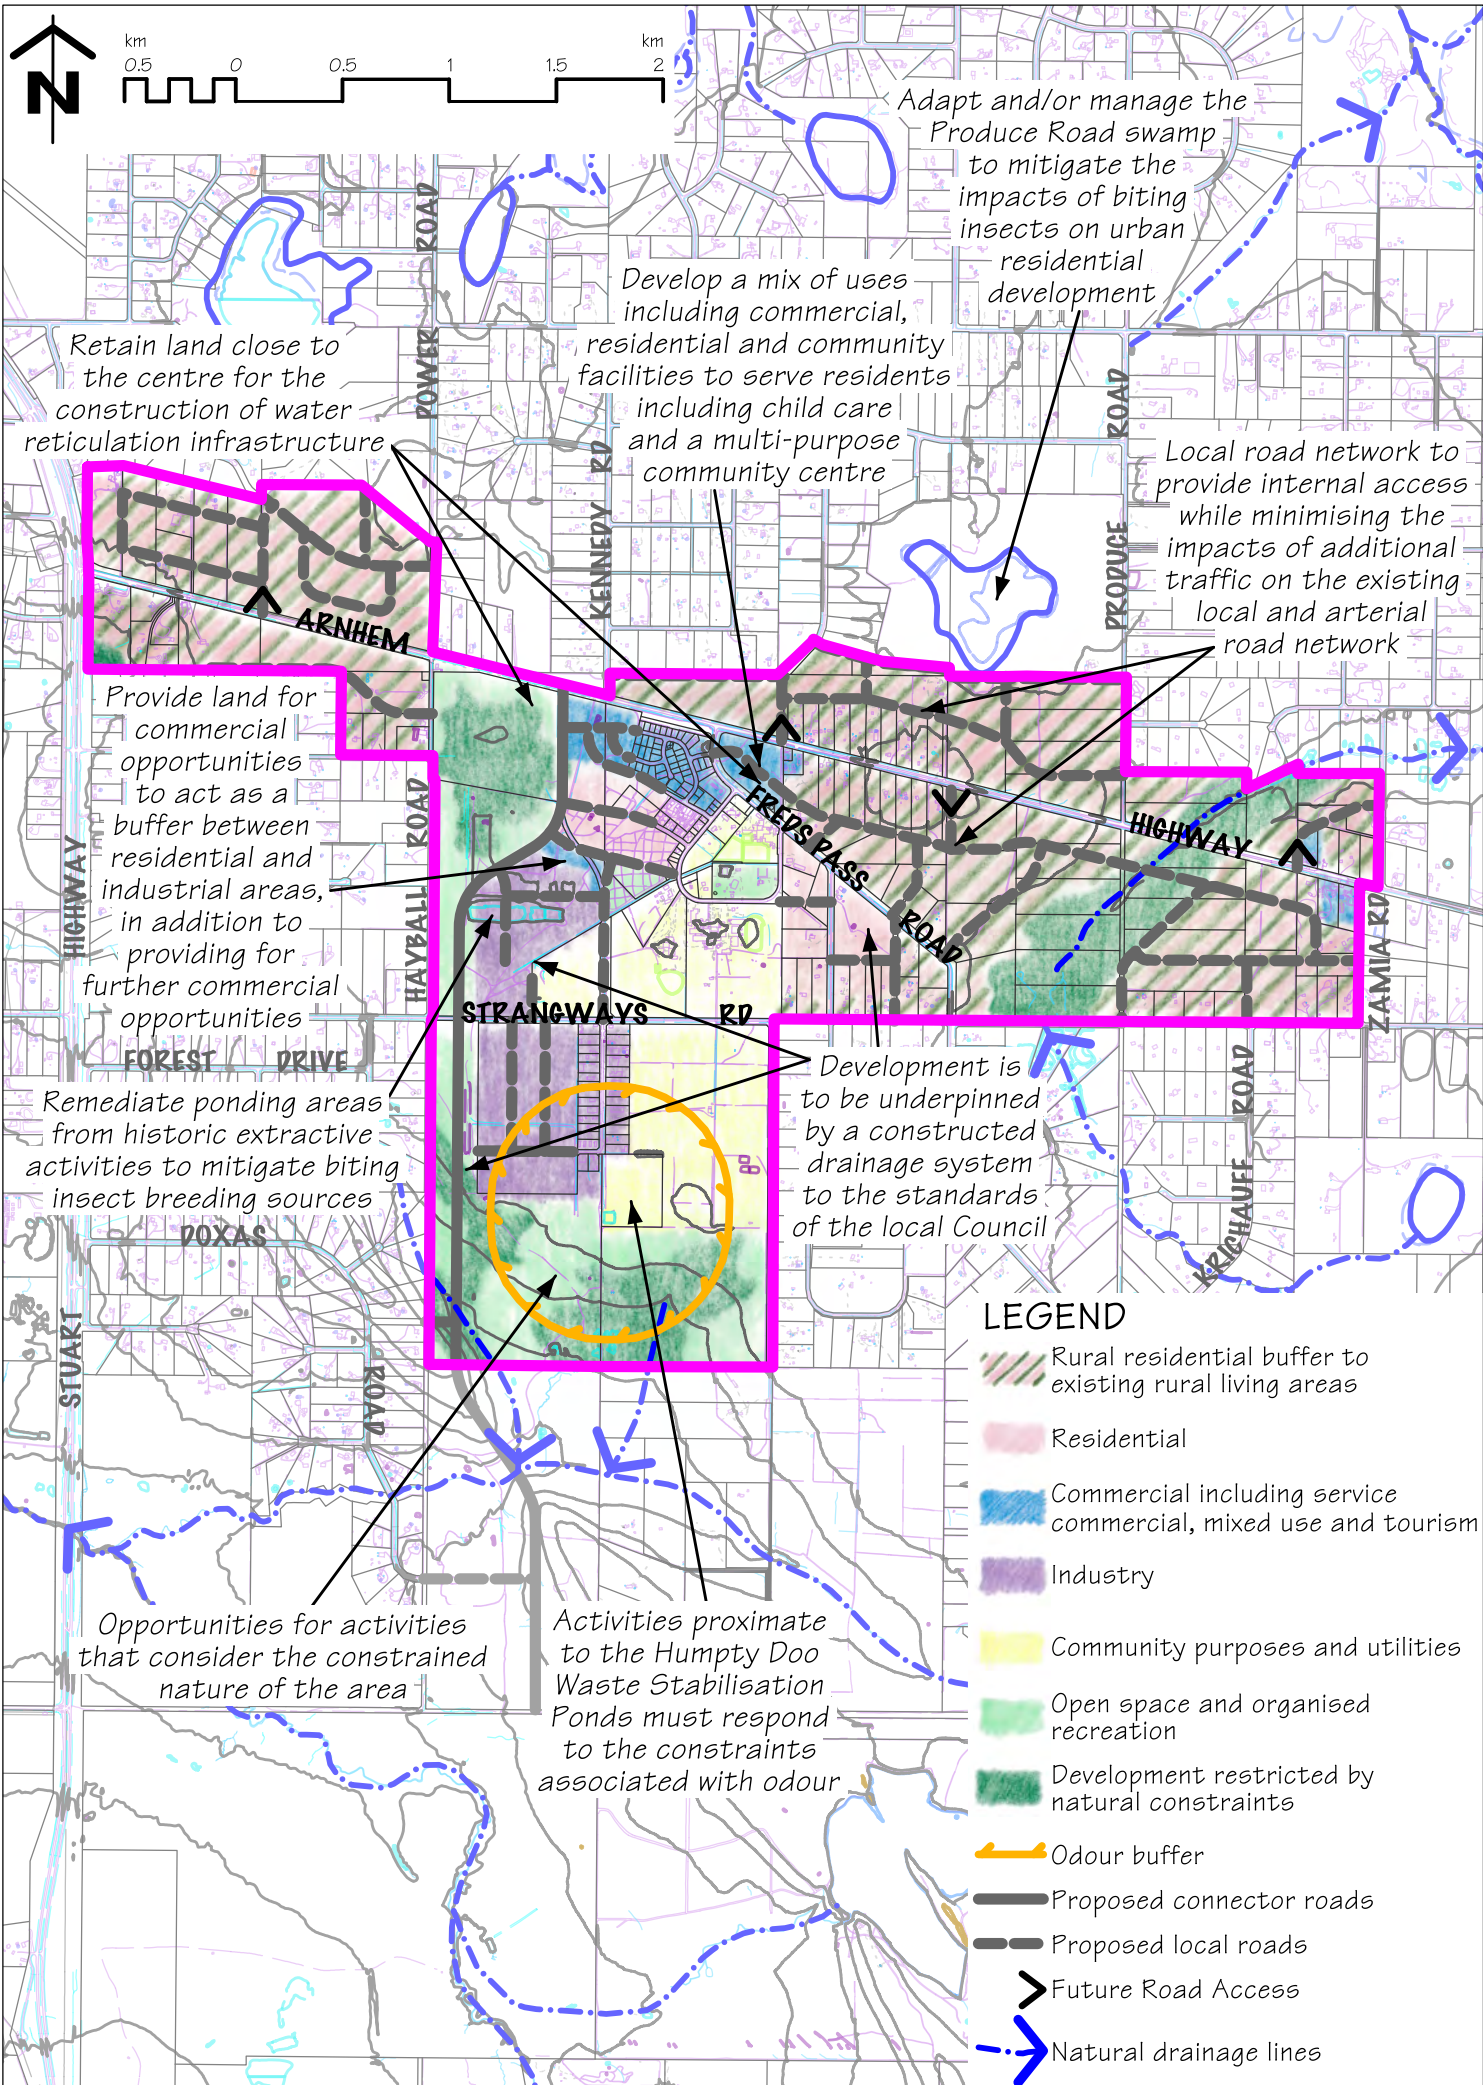 km
km
0.5
0
0.5
1
1.5
2
N
Adapt and/or manage the
Produce Road swamp
to mitigate the
impacts of biting
insects on urban
residential
development
Develop a mix of uses
including commercial,
residential and community
facilities to serve residents
including child care
and a multi-purpose
community centre
Retain land close to
the centre for the
construction of water
reticulation infrastructure
Local road network to
provide internal access
while minimising the
impacts of additional
traffic on the existing
local and arterial
road network
POWER ROAD
KENNEDY RD
PRODUCE ROAD
ARNHEM
HIGHWAY
FREDS PASS
ROAD
Provide land for
commercial
opportunities
to act as a
buffer between
residential and
industrial areas,
in addition to
providing for
further commercial
opportunities
HAYBALL ROAD
STUART HIGHWAY
ZAMIA RD
STRANGWAYS RD
FOREST DRIVE
Remediate ponding areas
from historic extractive
activities to mitigate biting
insect breeding sources
Development is
to be underpinned
by a constructed
drainage system
to the standards
of the local Council
DOXAS
ROAD
KRICHAUFF ROAD
Opportunities for activities
that consider the constrained
nature of the area
Activities proximate
to the Humpty Doo
Waste Stabilisation
Ponds must respond
to the constraints
associated with odour
LEGEND
Rural residential buffer to
existing rural living areas
Residential
Commercial including service
commercial, mixed use and tourism
Industry
Community purposes and utilities
Open space and organised
recreation
Development restricted by
natural constraints
Odour buffer
Proposed connector roads
Proposed local roads
Future Road Access
Natural drainage lines